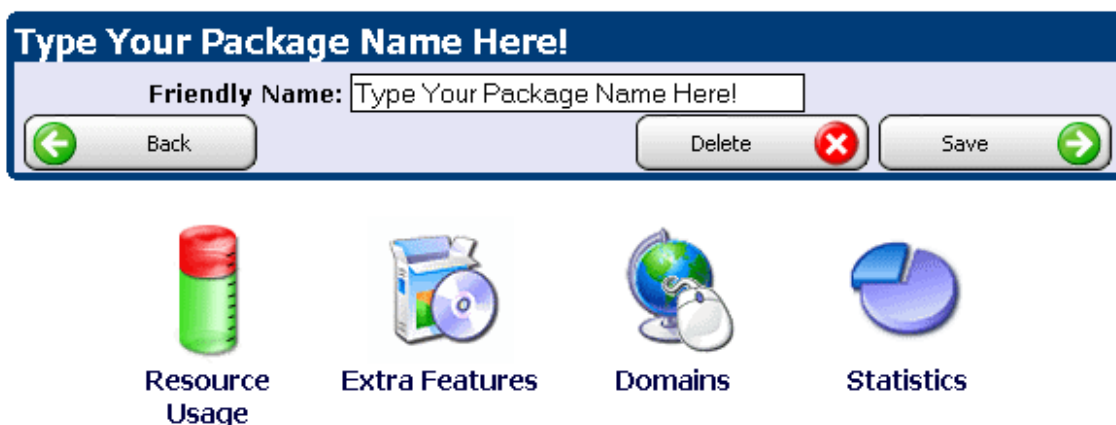 Type Your Package Name Here!
Friendly Name: Type Your Package Name Here!
Back Delete Save
Resource Usage
Extra Features
Domains
Statistics